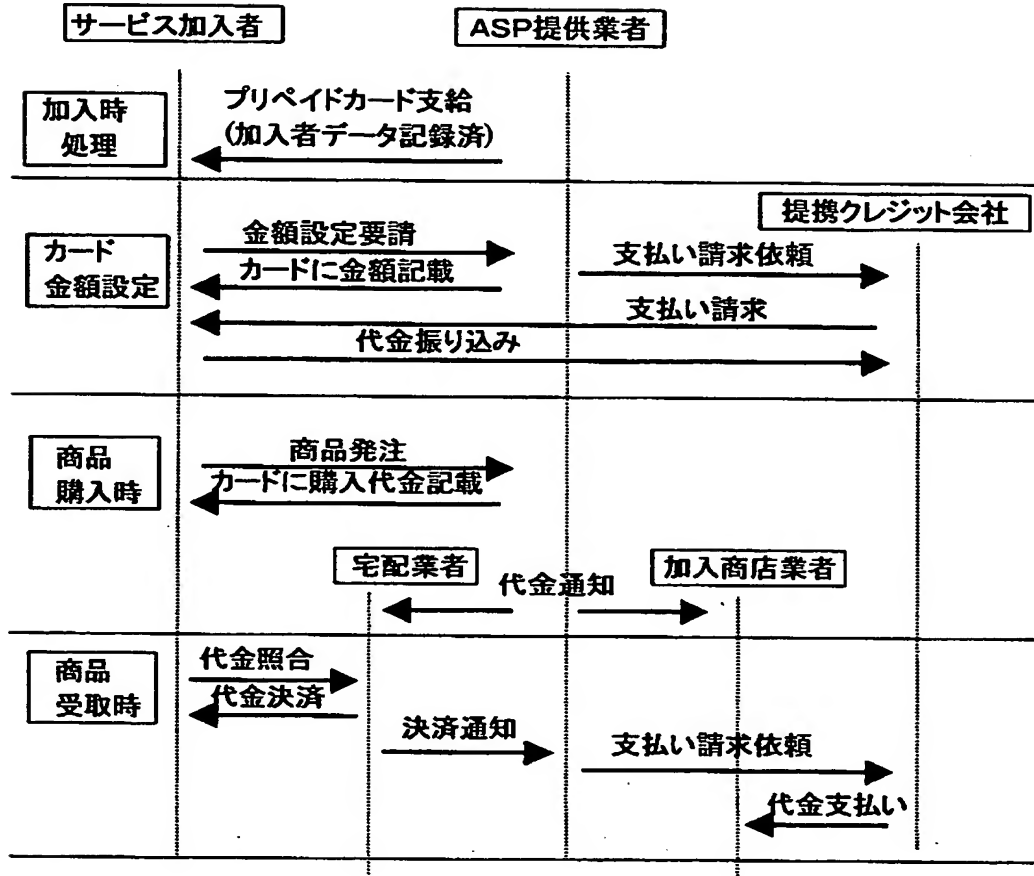 サービス加入者
ASP提供業者
加入時
処理
プリペイドカード支給
(加入者データ記録済)
提携クレジット会社
カード
金額設定
金額設定要請
カードに金額記載
支払い請求依頼
支払い請求
代金振り込み
商品
購入時
商品発注
カードに購入代金記載
宅配業者
加入商店業者
代金通知
商品
受取時
代金照合
代金決済
決済通知
支払い請求依頼
代金支払い